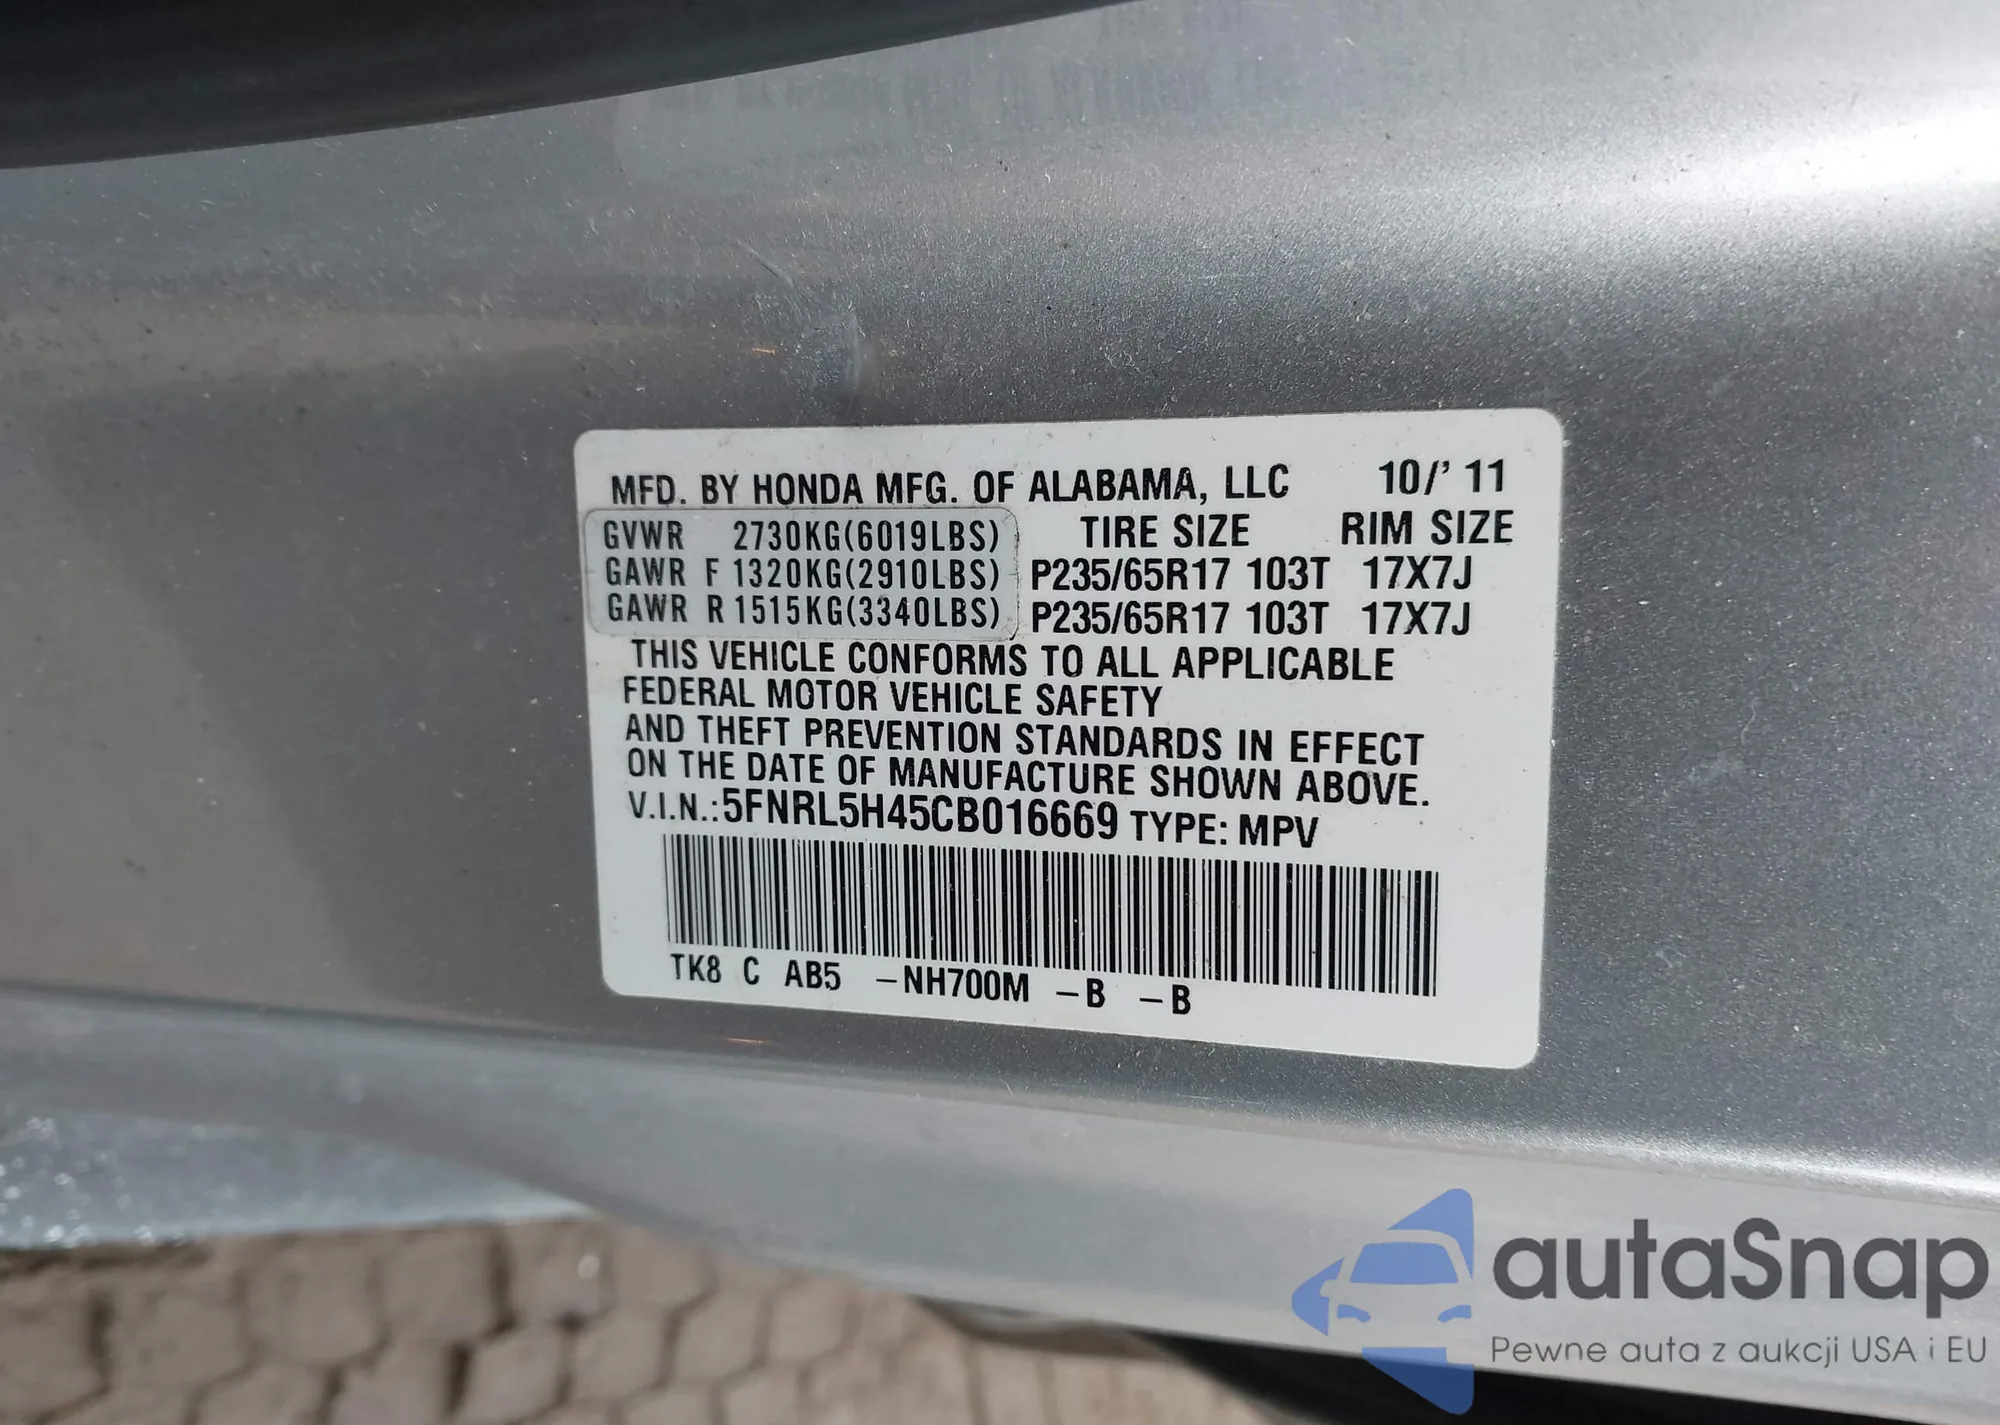 MFD. BY HONDA MFG. OF ALABAMA, LLC 10/' 11
GVWR 2730KG(6019LBS) TIRE SIZE RIM SIZE
GAWR F 1320KG(2910LBS) P235/65R17 103T 17X7J
GAWR R 1515KG(3340LBS) P235/65R17 103T 17X7J
THIS VEHICLE CONFORMS TO ALL APPLICABLE
FEDERAL MOTOR VEHICLE SAFETY
AND THEFT PREVENTION STANDARDS IN EFFECT
ON THE DATE OF MANUFACTURE SHOWN ABOVE.
V.I.N.:5FNRL5H45CB016669 TYPE: MPV
TK8 C AB5 -NH700M -B -B
autaSnap
Pewne auta z aukcji USA i EU